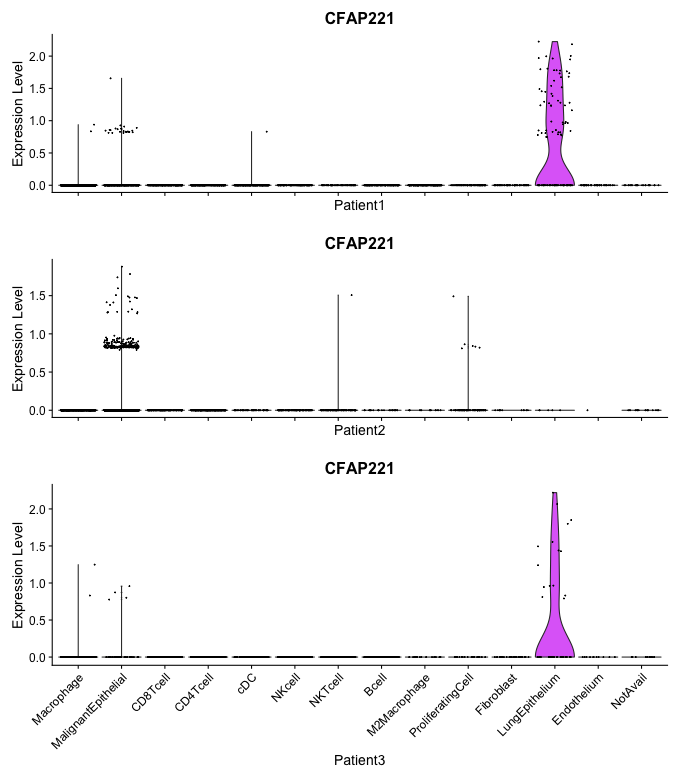 CFAP221
Expression Level
2.0
1.5
1.0
0.5
0.0
Patient1
CFAP221
Expression Level
1.5
1.0
0.5
0.0
Patient2
CFAP221
Expression Level
2.0
1.5
1.0
0.5
0.0
Macrophage
MalignantEpithelial
CD8Tcell
CD4Tcell
cDC
NKcell
NKTcell
Bcell
M2Macrophage
ProliferatingCell
Fibroblast
LungEpithelium
Endothelium
NotAvail
Patient3